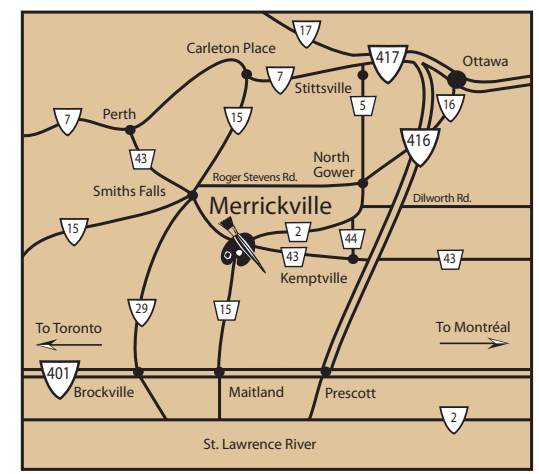 17
Carleton Place
417
Ottawa
7
Stittsville
16
5
7
Perth
15
416
43
North
Gower
Roger Stevens Rd.
Smiths Falls
Merrickville
Dilworth Rd.
15
2
44
43
43
Kemptville
29
15
To Toronto
To Montréal
401
Brockville
Maitland
Prescott
2
St. Lawrence River